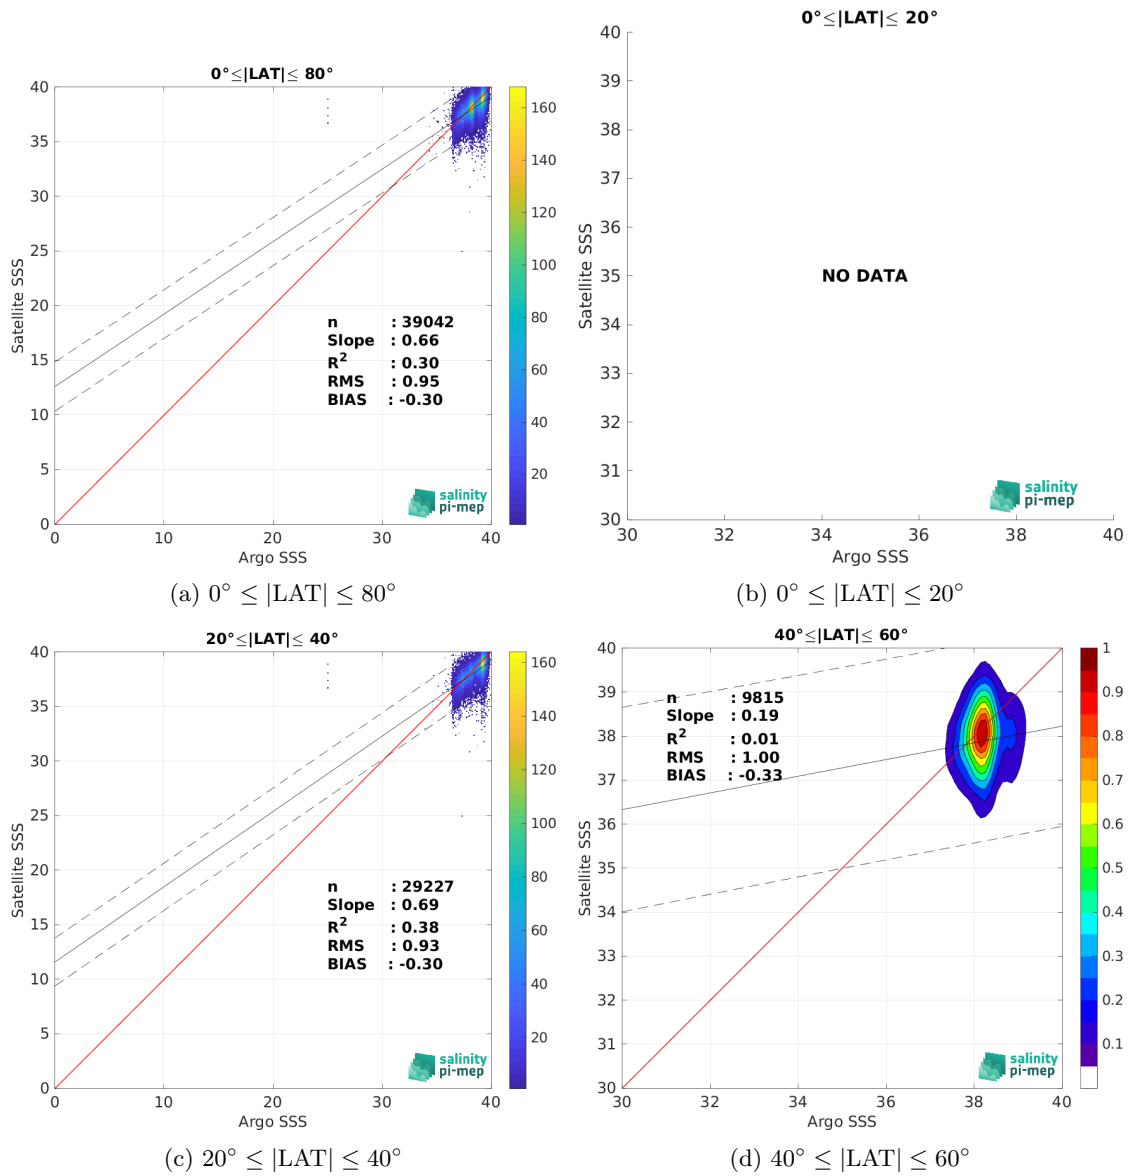 0°≤|LAT|≤ 80°
40
35
30
25
20
15
10
5
0
Satellite SSS
0
10
20
30
40
Argo SSS
160
140
120
100
80
60
40
20
n : 39042
Slope : 0.66
R² : 0.30
RMS : 0.95
BIAS : -0.30
salinity
pi-mep
(a) 0° ≤ |LAT| ≤ 80°
0°≤|LAT|≤ 20°
40
39
38
37
36
35
34
33
32
31
30
Satellite SSS
30
32
34
36
38
40
Argo SSS
NO DATA
salinity
pi-mep
(b) 0° ≤ |LAT| ≤ 20°
20°≤|LAT|≤ 40°
40
35
30
25
20
15
10
5
0
Satellite SSS
0
10
20
30
40
Argo SSS
160
140
120
100
80
60
40
20
n : 29227
Slope : 0.69
R² : 0.38
RMS : 0.93
BIAS : -0.30
salinity
pi-mep
(c) 20° ≤ |LAT| ≤ 40°
40°≤|LAT|≤ 60°
40
39
38
37
36
35
34
33
32
31
30
Satellite SSS
30
32
34
36
38
40
Argo SSS
1
0.9
0.8
0.7
0.6
0.5
0.4
0.3
0.2
0.1
n : 9815
Slope : 0.19
R² : 0.01
RMS : 1.00
BIAS : -0.33
salinity
pi-mep
(d) 40° ≤ |LAT| ≤ 60°